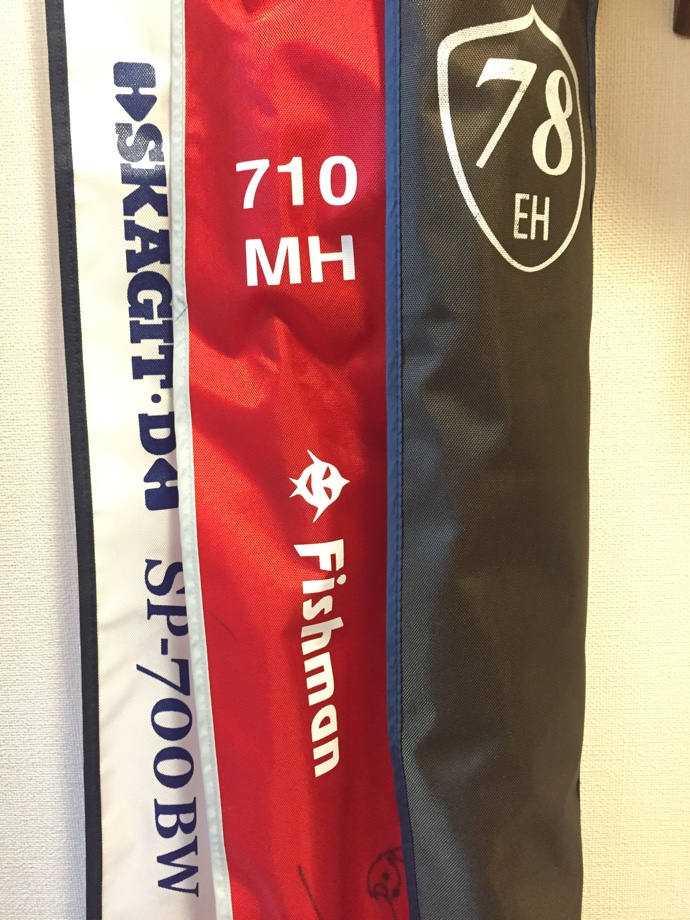 SKAGIT·D
SP-700BW
710
MH
Fishman
78
EH